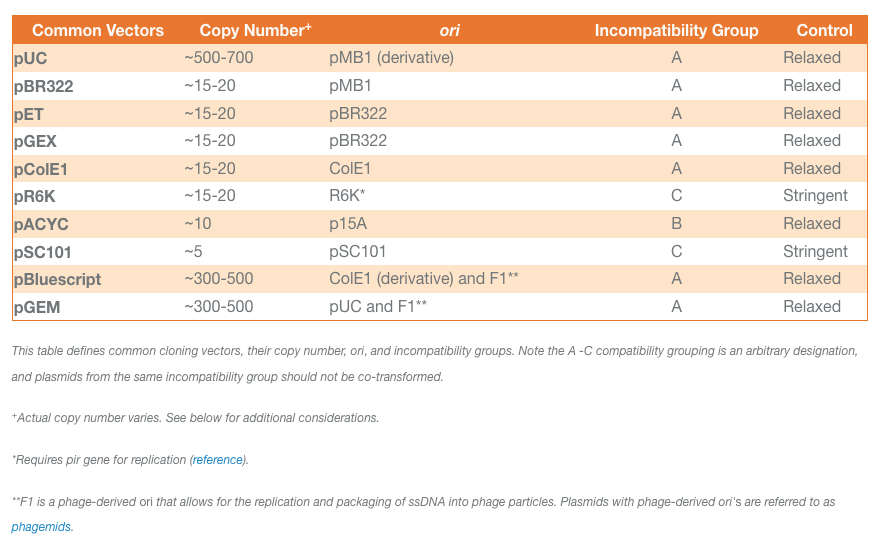 Common Vectors Copy Number+ ori Incompatibility Group Control
pUC ~500-700 pMB1 (derivative) A Relaxed
pBR322 ~15-20 pMB1 A Relaxed
pET ~15-20 pBR322 A Relaxed
pGEX ~15-20 pBR322 A Relaxed
pColE1 ~15-20 ColE1 A Relaxed
pR6K ~15-20 R6K* C Stringent
pACYC ~10 p15A B Relaxed
pSC101 ~5 pSC101 C Stringent
pBluescript ~300-500 ColE1 (derivative) and F1** A Relaxed
pGEM ~300-500 pUC and F1** A Relaxed
This table defines common cloning vectors, their copy number, ori, and incompatibility groups. Note the A -C compatibility grouping is an arbitrary designation,
and plasmids from the same incompatibility group should not be co-transformed.
+Actual copy number varies. See below for additional considerations.
*Requires pir gene for replication (reference).
**F1 is a phage-derived ori that allows for the replication and packaging of ssDNA into phage particles. Plasmids with phage-derived ori's are referred to as
phagemids.